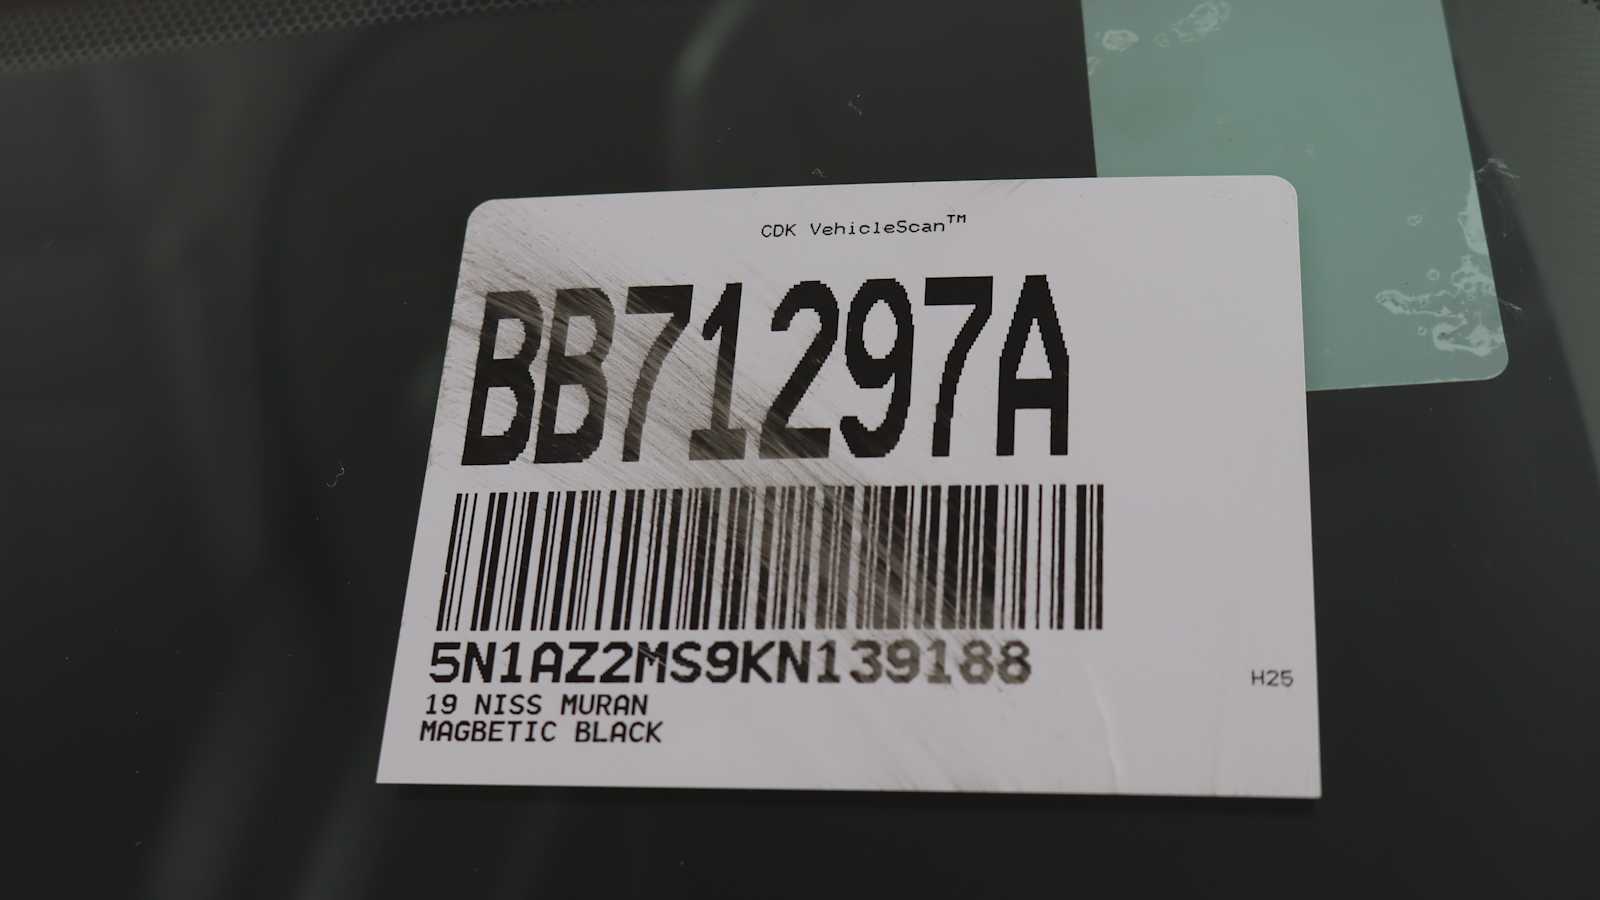 CDK VehicleScan™
BB71297A
5N1AZ2MS9KN139188
H25
19 NISS MURAN
MAGBETIC BLACK